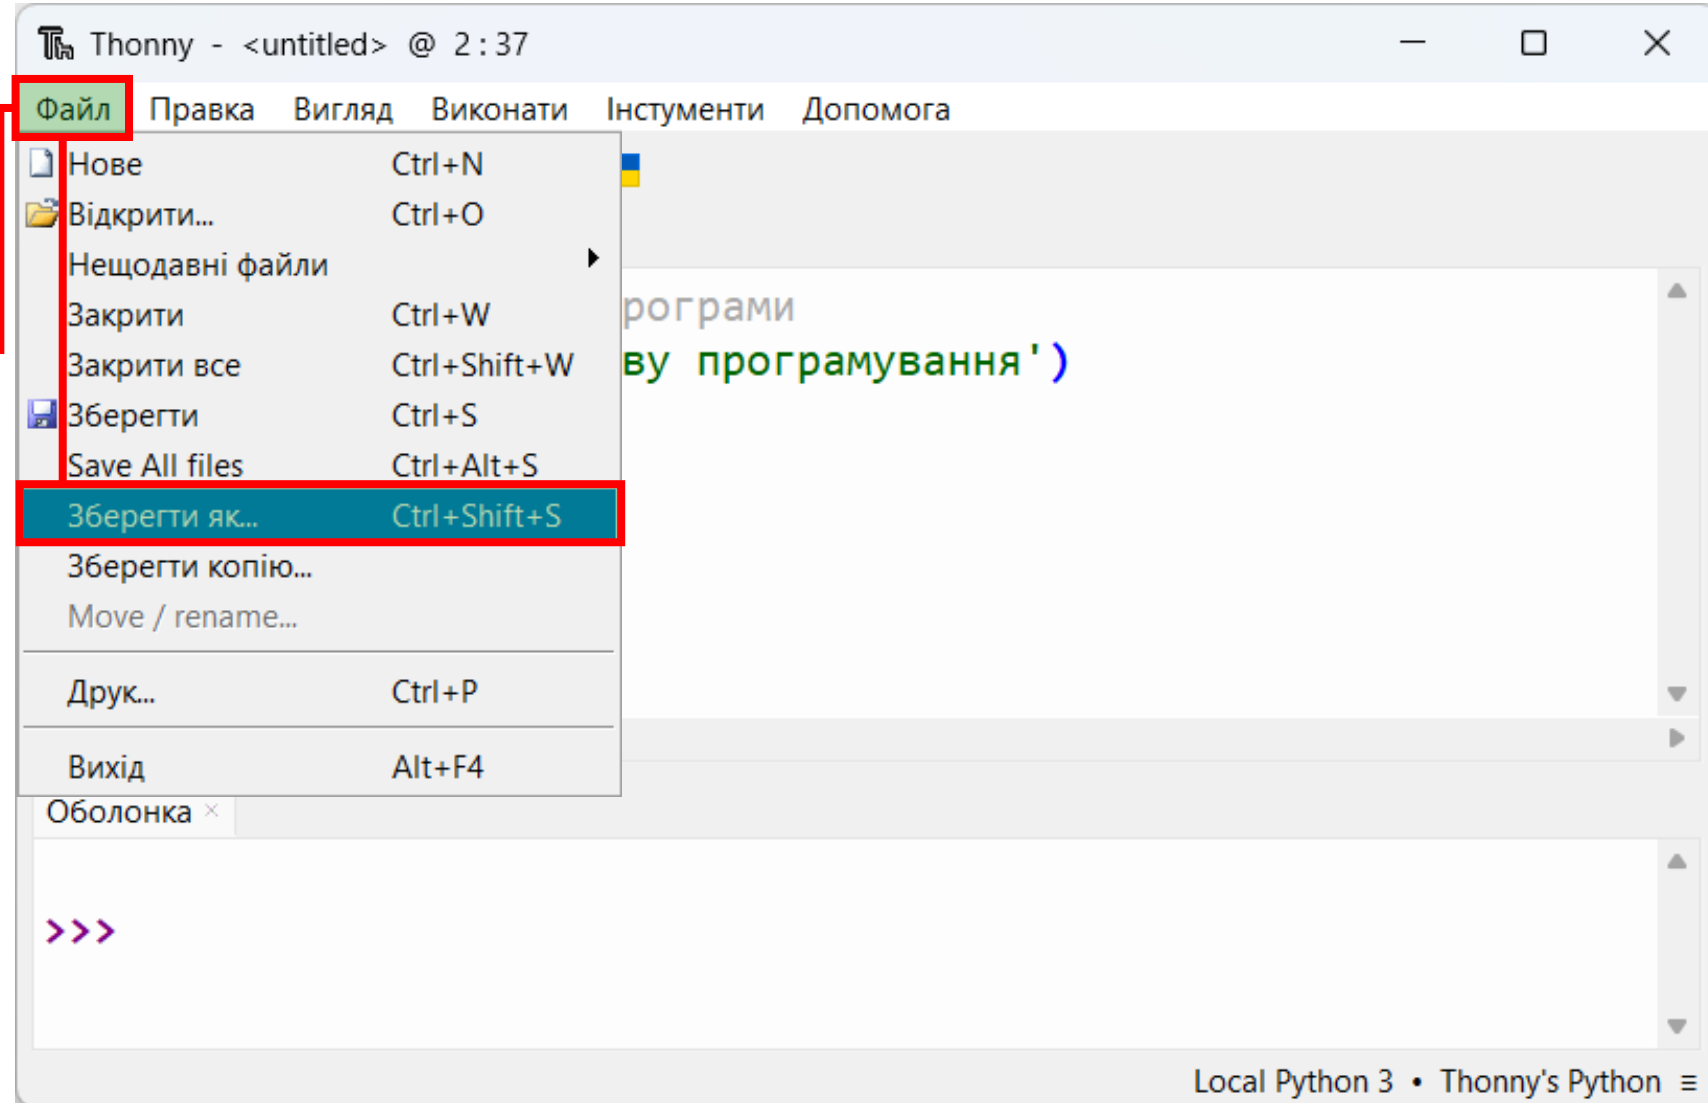 Thonny - <untitled> @ 2:37
Файл Правка Вигляд Виконати Інстументи Допомога
Нове Ctrl+N
Відкрити... Ctrl+O
Нещодавні файли
Закрити Ctrl+W
Закрити все Ctrl+Shift+W
Зберегти Ctrl+S
Save All files Ctrl+Alt+S
Зберегти як... Ctrl+Shift+S
Зберегти копію...
Move / rename...
Друк... Ctrl+P
Вихід Alt+F4
рограми
ву програмування')
Оболонка ×
>>>
Local Python 3 • Thonny's Python ≡